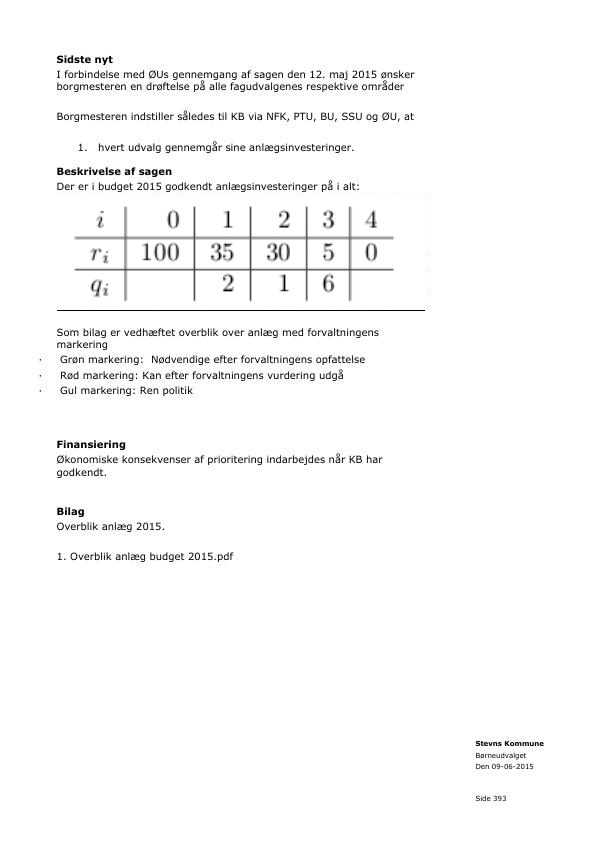 Sidste nyt
I forbindelse med ØUs gennemgang af sagen den 12. maj 2015 ønsker
borgmesteren en drøftelse på alle fagudvalgenes respektive områder
Borgmesteren indstiller således til KB via NFK, PTU, BU, SSU og ØU, at
1. hvert udvalg gennemgår sine anlægsinvesteringer.
Beskrivelse af sagen
Der er i budget 2015 godkendt anlægsinvesteringer på i alt:
i 0 1 2 3 4
r_i 100 35 30 5 0
q_i 2 1 6
Som bilag er vedhæftet overblik over anlæg med forvaltningens
markering
· Grøn markering: Nødvendige efter forvaltningens opfattelse
· Rød markering: Kan efter forvaltningens vurdering udgå
· Gul markering: Ren politik
Finansiering
Økonomiske konsekvenser af prioritering indarbejdes når KB har
godkendt.
Bilag
Overblik anlæg 2015.
1. Overblik anlæg budget 2015.pdf
Stevns Kommune
Børneudvalget
Den 09-06-2015
Side 393